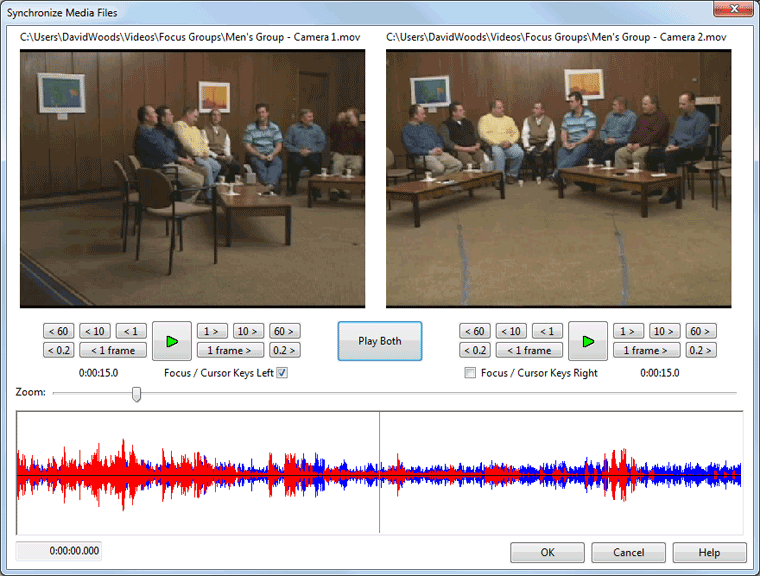 Synchronize Media Files
C:\Users\DavidWoods\Videos\Focus Groups\Men's Group - Camera 1.mov
C:\Users\DavidWoods\Videos\Focus Groups\Men's Group - Camera 2.mov
< 60 < 10 < 1 1 > 10 > 60 >
< 0.2 < 1 frame 1 frame > 0.2 >
0:00:15.0 Focus / Cursor Keys Left
Play Both
< 60 < 10 < 1 1 > 10 > 60 >
< 0.2 < 1 frame 1 frame > 0.2 >
Focus / Cursor Keys Right 0:00:15.0
Zoom:
0:00:00.000
OK Cancel Help